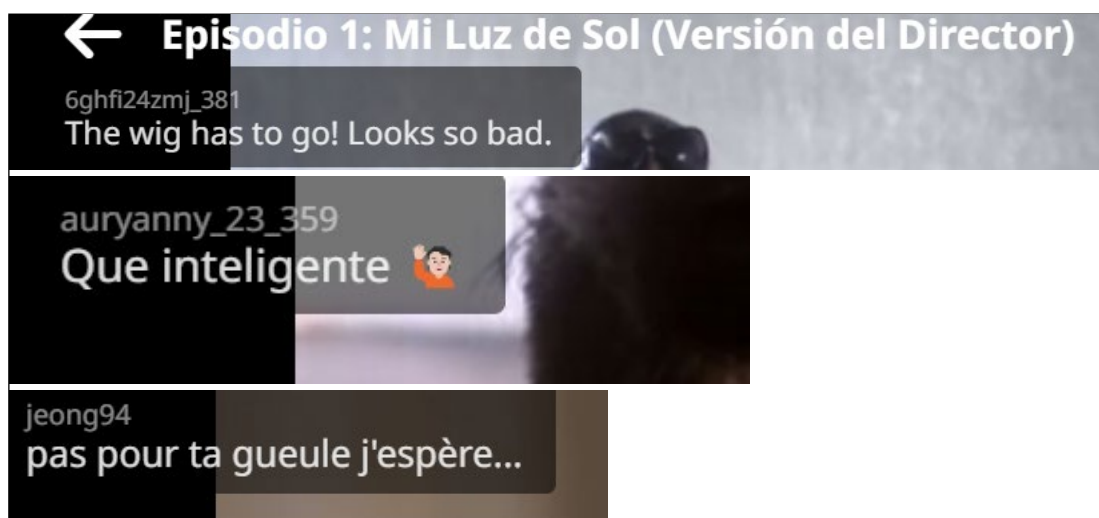 Episodio 1: Mi Luz de Sol (Versión del Director)
6ghfi24zmj_381
The wig has to go! Looks so bad.
auryanny_23_359
Que inteligente 🙋🏻
jeong94
pas pour ta gueule j'espère...